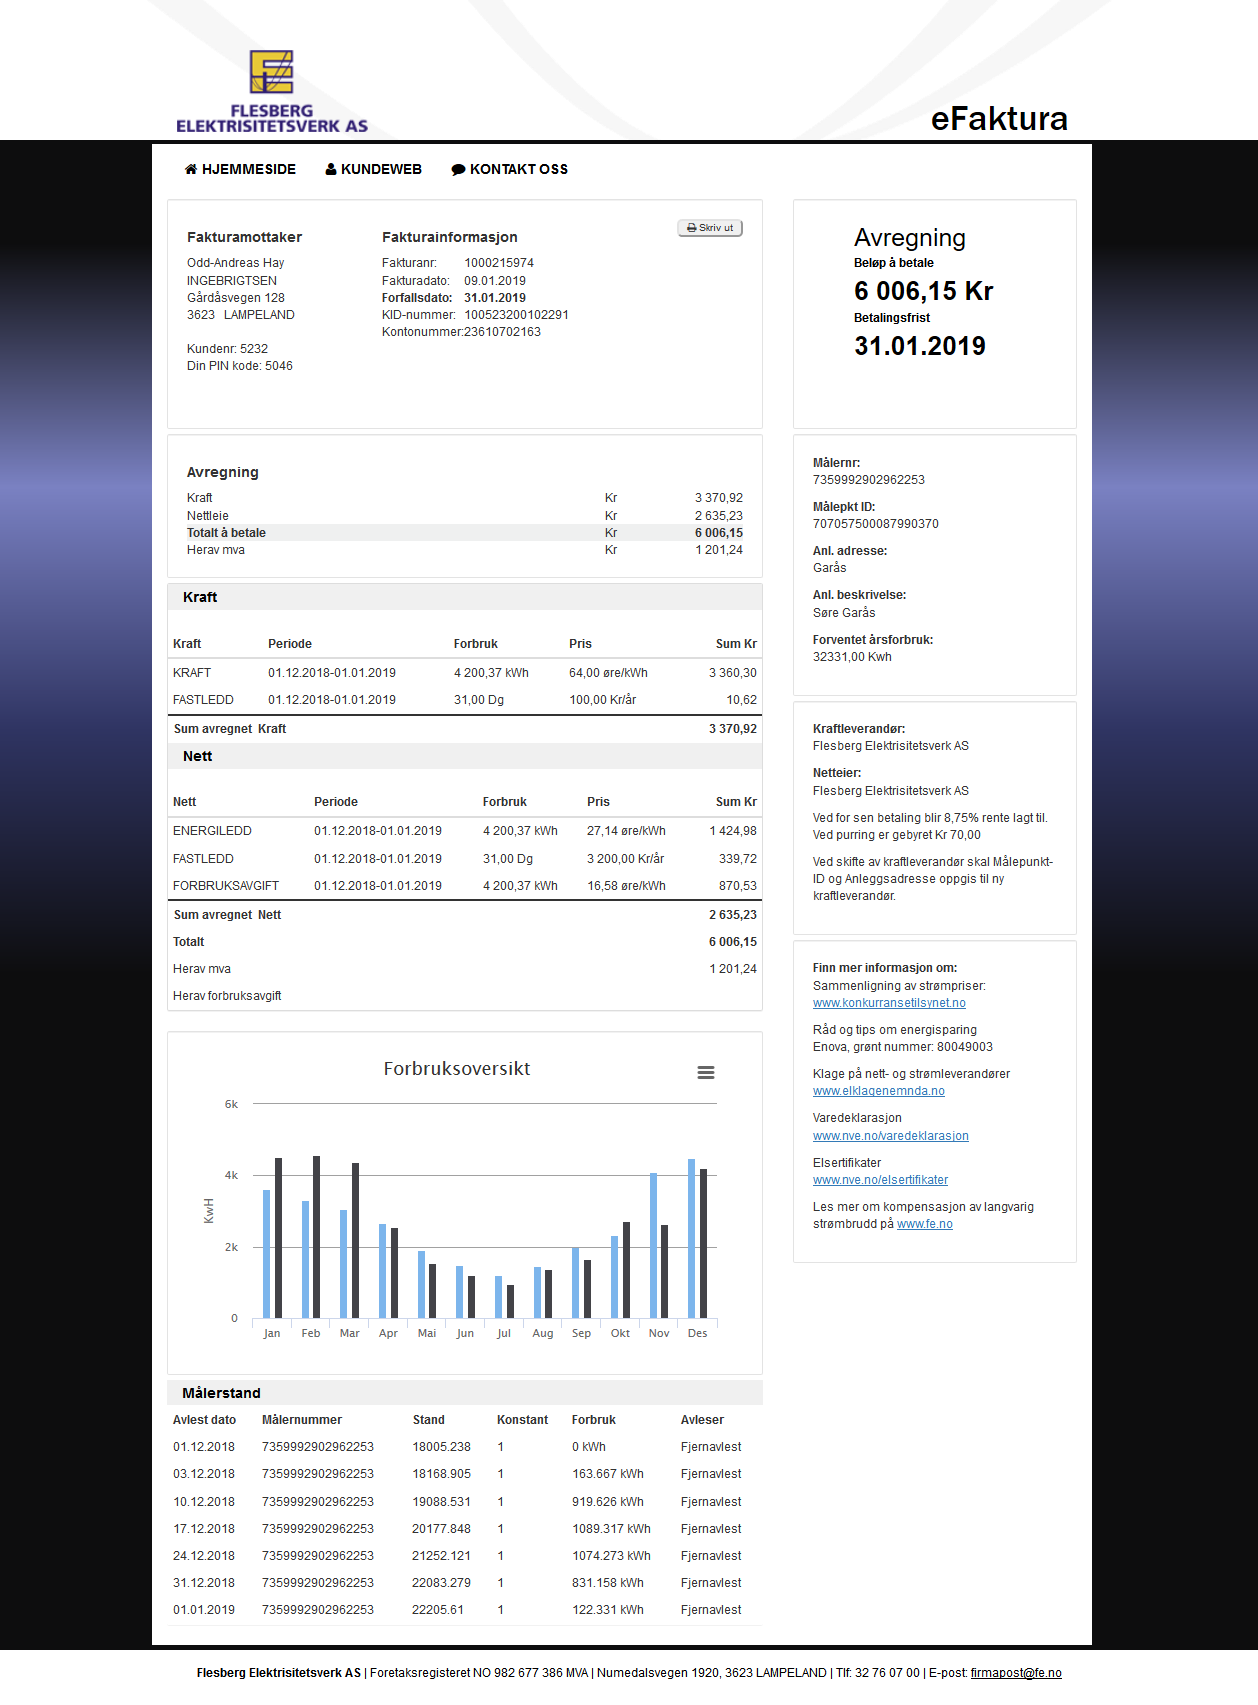 FLESBERG
ELEKTRISITETSVERK AS
eFaktura
HJEMMESIDE KUNDEWEB KONTAKT OSS
Skriv ut
Fakturamottaker
Odd-Andreas Hay
INGEBRIGTSEN
Gårdåsvegen 128
3623 LAMPELAND
Kundenr: 5232
Din PIN kode: 5046
Fakturainformasjon
Fakturanr: 1000215974
Fakturadato: 09.01.2019
Forfallsdato: 31.01.2019
KID-nummer: 100523200102291
Kontonummer:23610702163
Avregning
Beløp å betale
6 006,15 Kr
Betalingsfrist
31.01.2019
Avregning
Kraft Kr 3 370,92
Nettleie Kr 2 635,23
Totalt å betale Kr 6 006,15
Herav mva Kr 1 201,24
Kraft
Kraft Periode Forbruk Pris Sum Kr
KRAFT 01.12.2018-01.01.2019 4 200,37 kWh 64,00 øre/kWh 3 360,30
FASTLEDD 01.12.2018-01.01.2019 31,00 Dg 100,00 Kr/år 10,62
Sum avregnet Kraft 3 370,92
Nett
Nett Periode Forbruk Pris Sum Kr
ENERGILEDD 01.12.2018-01.01.2019 4 200,37 kWh 27,14 øre/kWh 1 424,98
FASTLEDD 01.12.2018-01.01.2019 31,00 Dg 3 200,00 Kr/år 339,72
FORBRUKSAVGIFT 01.12.2018-01.01.2019 4 200,37 kWh 16,58 øre/kWh 870,53
Sum avregnet Nett 2 635,23
Totalt 6 006,15
Herav mva 1 201,24
Herav forbruksavgift
Målernr:
7359992902962253
Målepkt ID:
707057500087990370
Anl. adresse:
Garås
Anl. beskrivelse:
Søre Garås
Forventet årsforbruk:
32331,00 Kwh
Kraftleverandør:
Flesberg Elektrisitetsverk AS
Netteier:
Flesberg Elektrisitetsverk AS
Ved for sen betaling blir 8,75% rente lagt til.
Ved purring er gebyret Kr 70,00
Ved skifte av kraftleverandør skal Målepunkt-
ID og Anleggsadresse oppgis til ny
kraftleverandør.
Finn mer informasjon om:
Sammenligning av strømpriser:
www.konkurransetilsynet.no
Råd og tips om energisparing
Enova, grønt nummer: 80049003
Klage på nett- og strømleverandører
www.elklagenemnda.no
Varedeklarasjon
www.nve.no/varedeklarasjon
Elsertifikater
www.nve.no/elsertifikater
Les mer om kompensasjon av langvarig
strømbrudd på www.fe.no
Forbruksoversikt
6k
4k
2k
0
KwH
Jan Feb Mar Apr Mai Jun Jul Aug Sep Okt Nov Des
Målerstand
Avlest dato Målernummer Stand Konstant Forbruk Avleser
01.12.2018 7359992902962253 18005.238 1 0 kWh Fjernavlest
03.12.2018 7359992902962253 18168.905 1 163.667 kWh Fjernavlest
10.12.2018 7359992902962253 19088.531 1 919.626 kWh Fjernavlest
17.12.2018 7359992902962253 20177.848 1 1089.317 kWh Fjernavlest
24.12.2018 7359992902962253 21252.121 1 1074.273 kWh Fjernavlest
31.12.2018 7359992902962253 22083.279 1 831.158 kWh Fjernavlest
01.01.2019 7359992902962253 22205.61 1 122.331 kWh Fjernavlest
Flesberg Elektrisitetsverk AS | Foretaksregisteret NO 982 677 386 MVA | Numedalsvegen 1920, 3623 LAMPELAND | Tlf: 32 76 07 00 | E-post: firmapost@fe.no